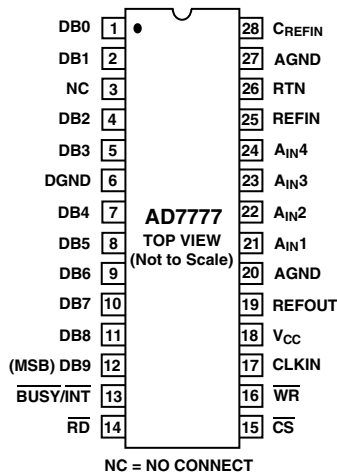 DB0 1 28 CREFIN
DB1 2 27 AGND
NC 3 26 RTN
DB2 4 25 REFIN
DB3 5 24 AIN4
DGND 6 23 AIN3
DB4 7 22 AIN2
DB5 8 21 AIN1
DB6 9 20 AGND
DB7 10 19 REFOUT
DB8 11 18 VCC
(MSB) DB9 12 17 CLKIN
BUSY/INT 13 16 WR
RD 14 15 CS
AD7777
TOP VIEW
(Not to Scale)
NC = NO CONNECT